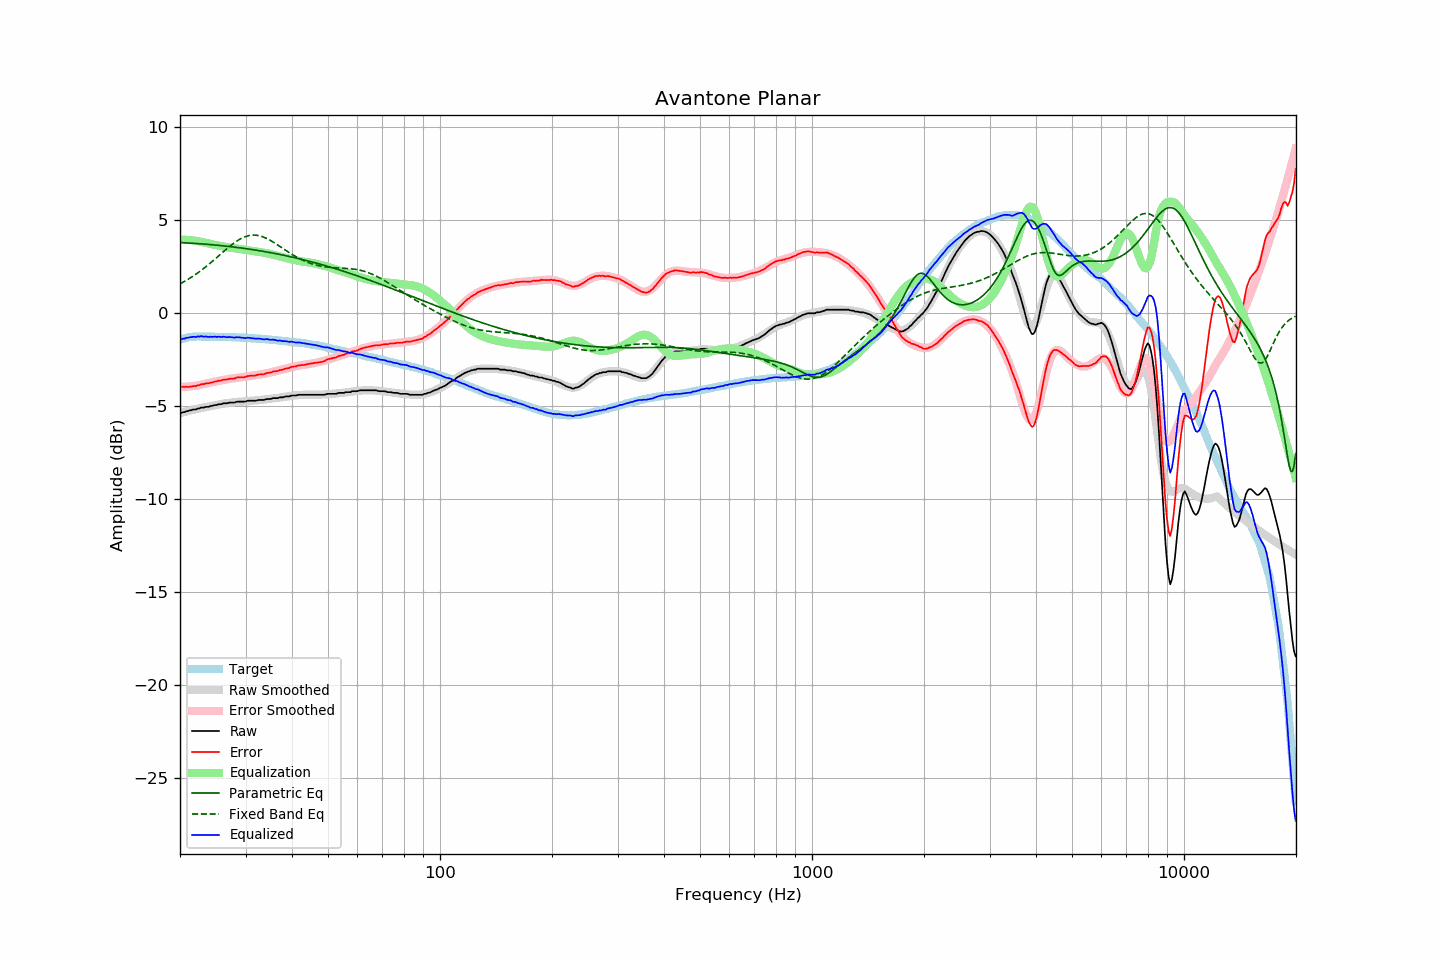 Avantone Planar
10
5
0
−5
−10
−15
−20
−25
Amplitude (dBr)
Target
Raw Smoothed
Error Smoothed
Raw
Error
Equalization
Parametric Eq
Fixed Band Eq
Equalized
100
1000
10000
Frequency (Hz)